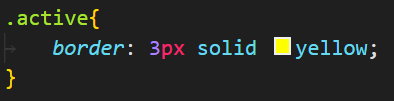 .active{
border: 3px solid yellow;
}